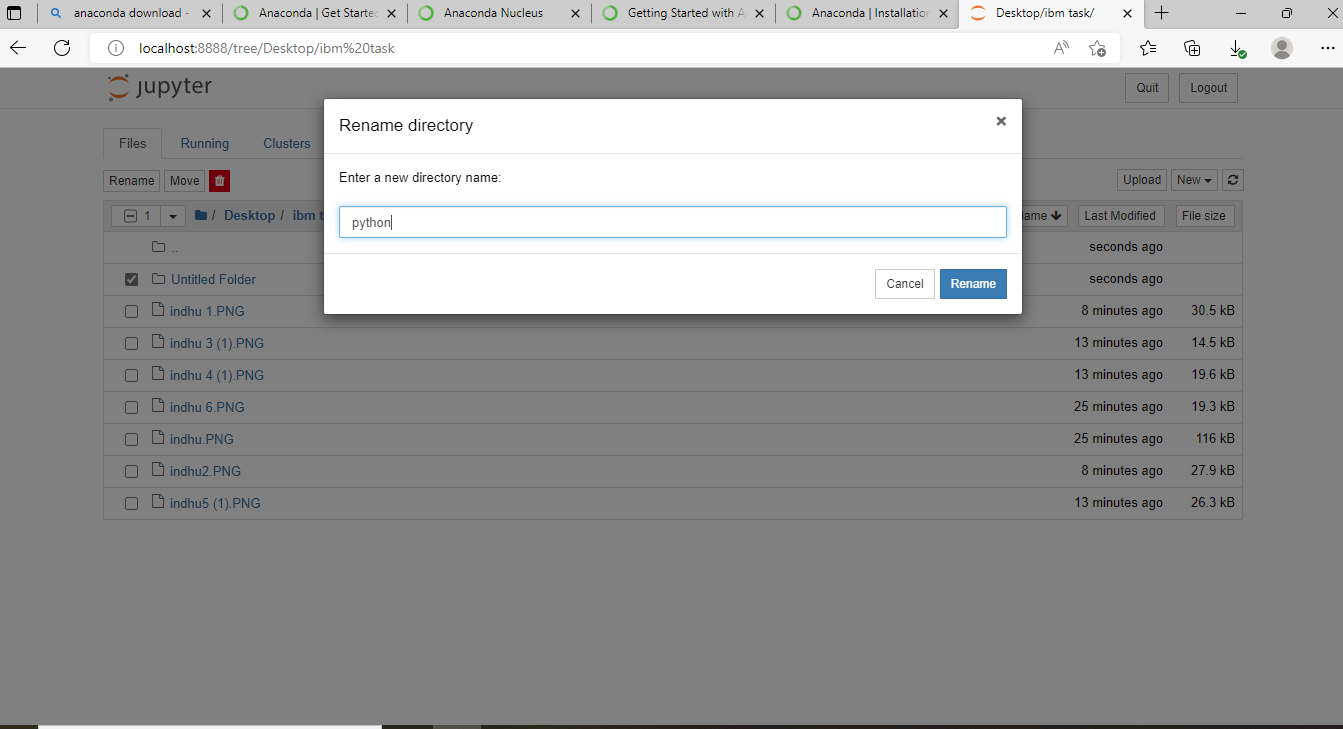 anaconda download -
Anaconda | Get Started
Anaconda Nucleus
Getting Started with A
Anaconda | Installation
Desktop/ibm task/
localhost:8888/tree/Desktop/ibm%20task
jupyter
Quit
Logout
Rename directory
Files
Running
Clusters
Enter a new directory name:
Rename
Move
Upload
New
1
/ Desktop / ibm t
python
ame
Last Modified
File size
..
seconds ago
Cancel
Rename
Untitled Folder
seconds ago
indhu 1.PNG
8 minutes ago
30.5 kB
indhu 3 (1).PNG
13 minutes ago
14.5 kB
indhu 4 (1).PNG
13 minutes ago
19.6 kB
indhu 6.PNG
25 minutes ago
19.3 kB
indhu.PNG
25 minutes ago
116 kB
indhu2.PNG
8 minutes ago
27.9 kB
indhu5 (1).PNG
13 minutes ago
26.3 kB